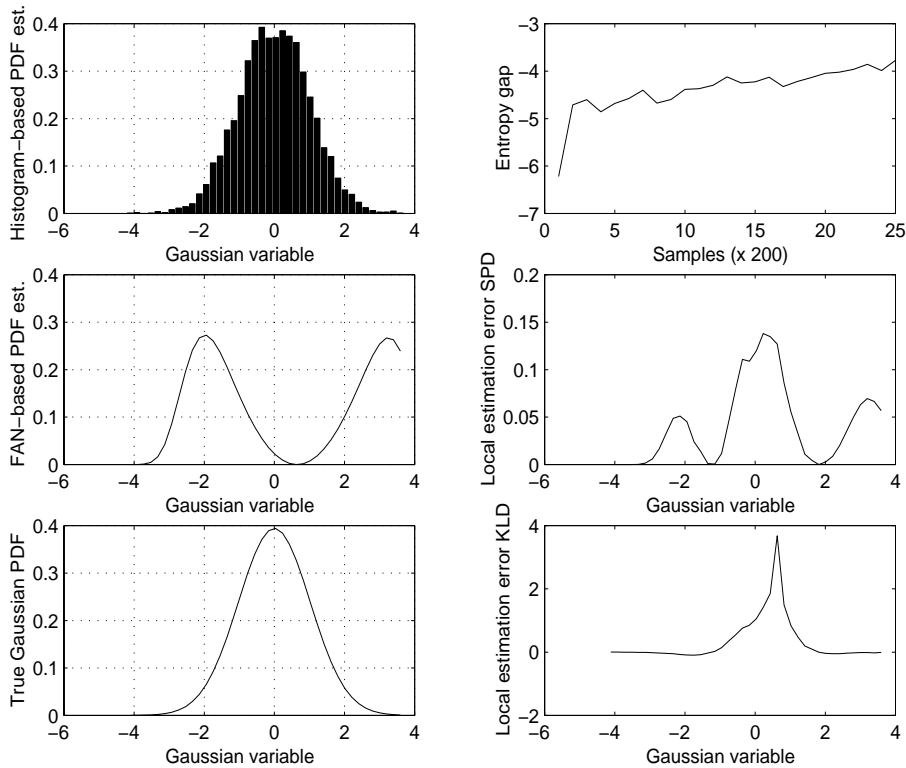 Histogram−based PDF est.
0.4
0.3
0.2
0.1
0
−6 −4 −2 0 2 4
Gaussian variable
Entropy gap
−3
−4
−5
−6
−7
0 5 10 15 20 25
Samples (x 200)
FAN−based PDF est.
0.4
0.3
0.2
0.1
0
−6 −4 −2 0 2 4
Gaussian variable
Local estimation error SPD
0.2
0.15
0.1
0.05
0
−6 −4 −2 0 2 4
Gaussian variable
True Gaussian PDF
0.4
0.3
0.2
0.1
0
−6 −4 −2 0 2 4
Gaussian variable
Local estimation error KLD
4
2
0
−2
−6 −4 −2 0 2 4
Gaussian variable